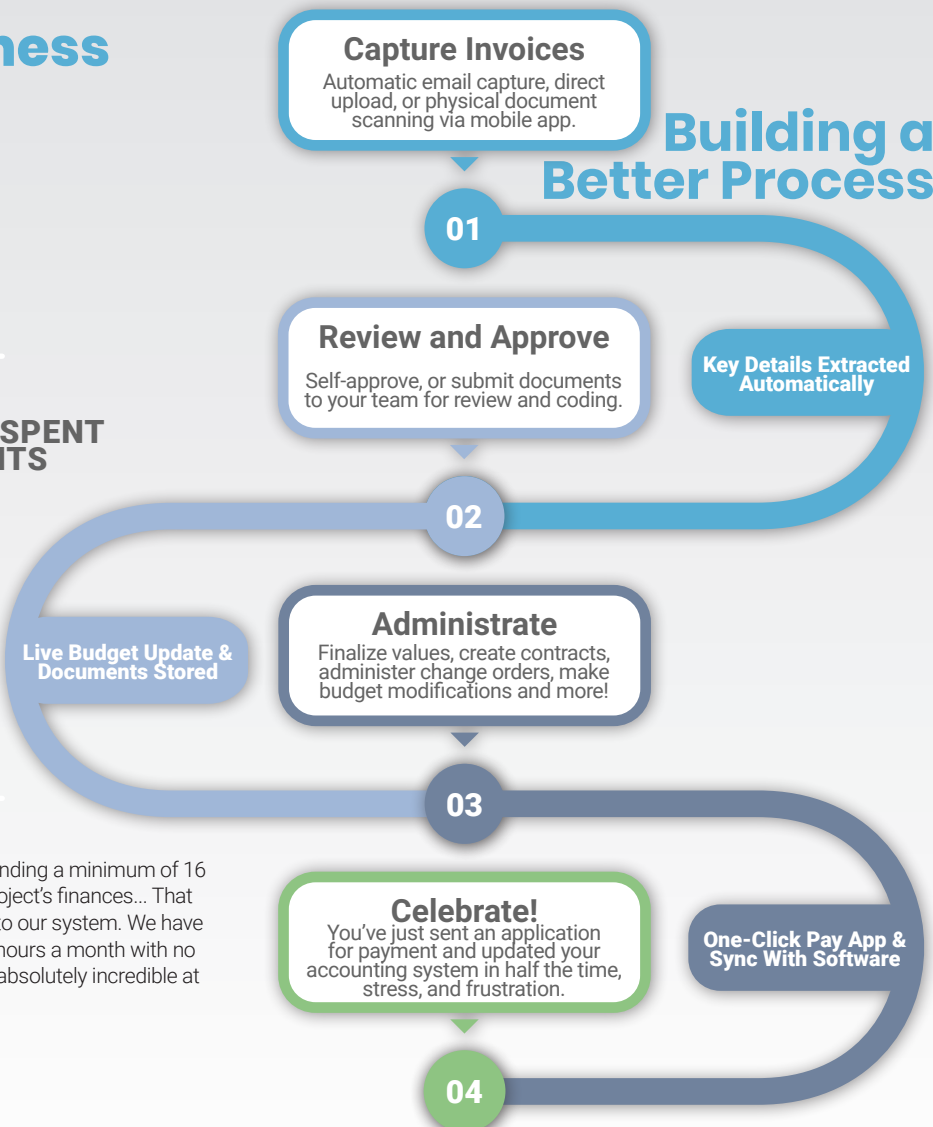 ness
Capture Invoices
Automatic email capture, direct
upload, or physical document
scanning via mobile app.
Building a
Better Process
01
Review and Approve
Self-approve, or submit documents
to your team for review and coding.
Key Details Extracted
Automatically
SPENT
ITS
02
Administrate
Finalize values, create contracts,
administer change orders, make
budget modifications and more!
Live Budget Update &
Documents Stored
03
nding a minimum of 16
oject's finances... That
to our system. We have
hours a month with no
absolutely incredible at
Celebrate!
You've just sent an application
for payment and updated your
accounting system in half the time,
stress, and frustration.
One-Click Pay App &
Sync With Software
04